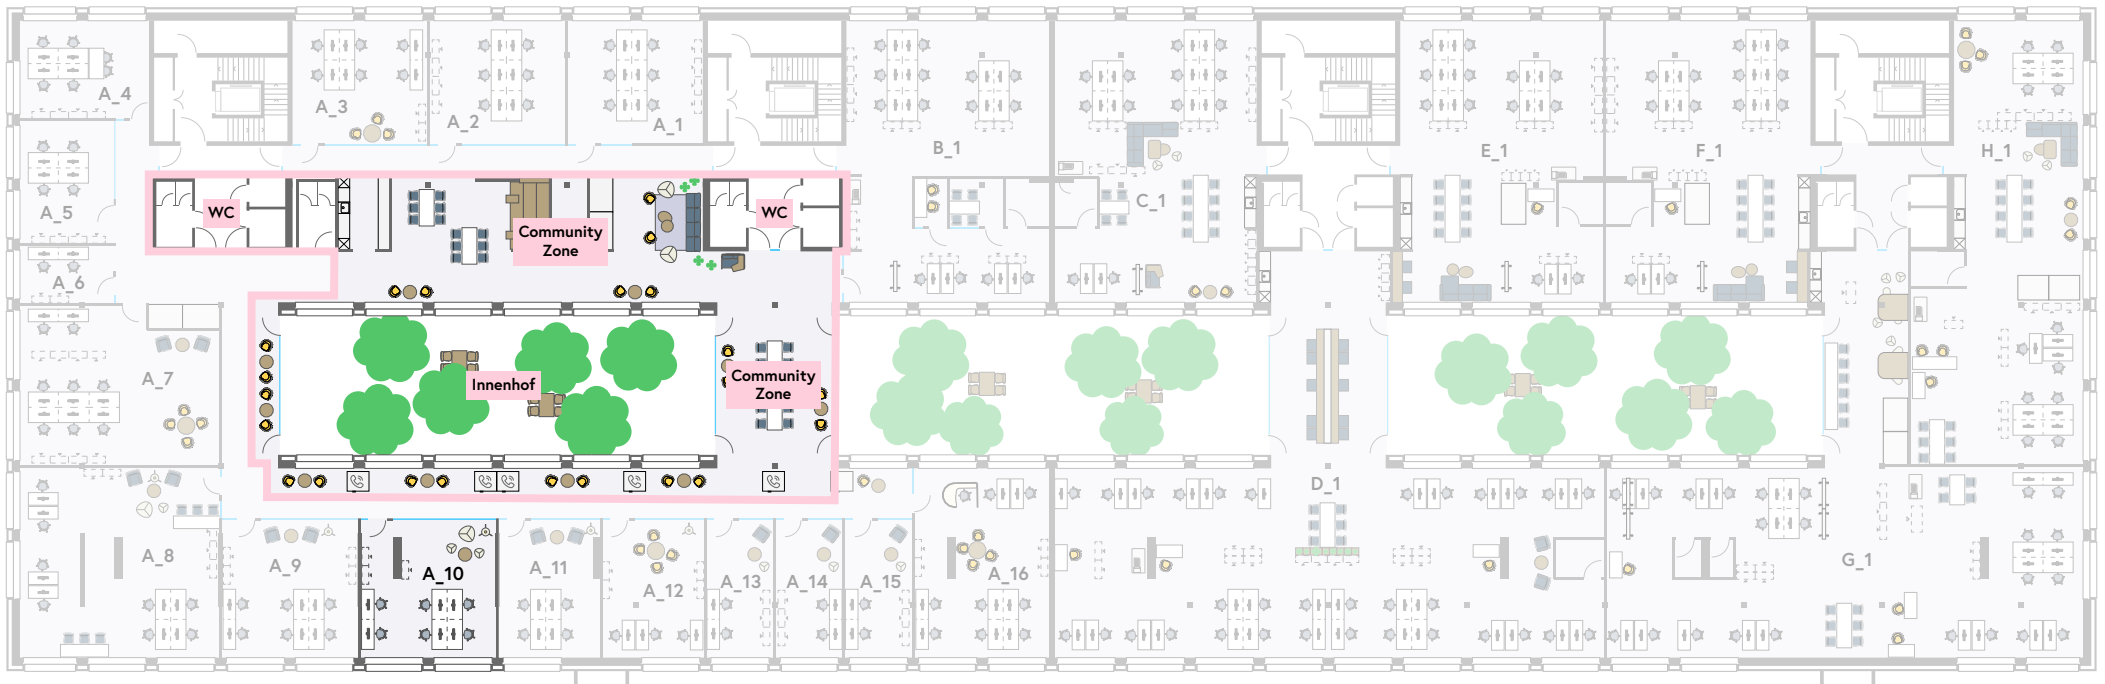 A_4
A_3
A_2
A_1
B_1
E_1
F_1
H_1
A_5
WC
Community
Zone
WC
C_1
A_6
A_7
Innenhof
Community
Zone
D_1
A_8
A_9
A_10
A_11
A_12
A_13
A_14
A_15
A_16
G_1